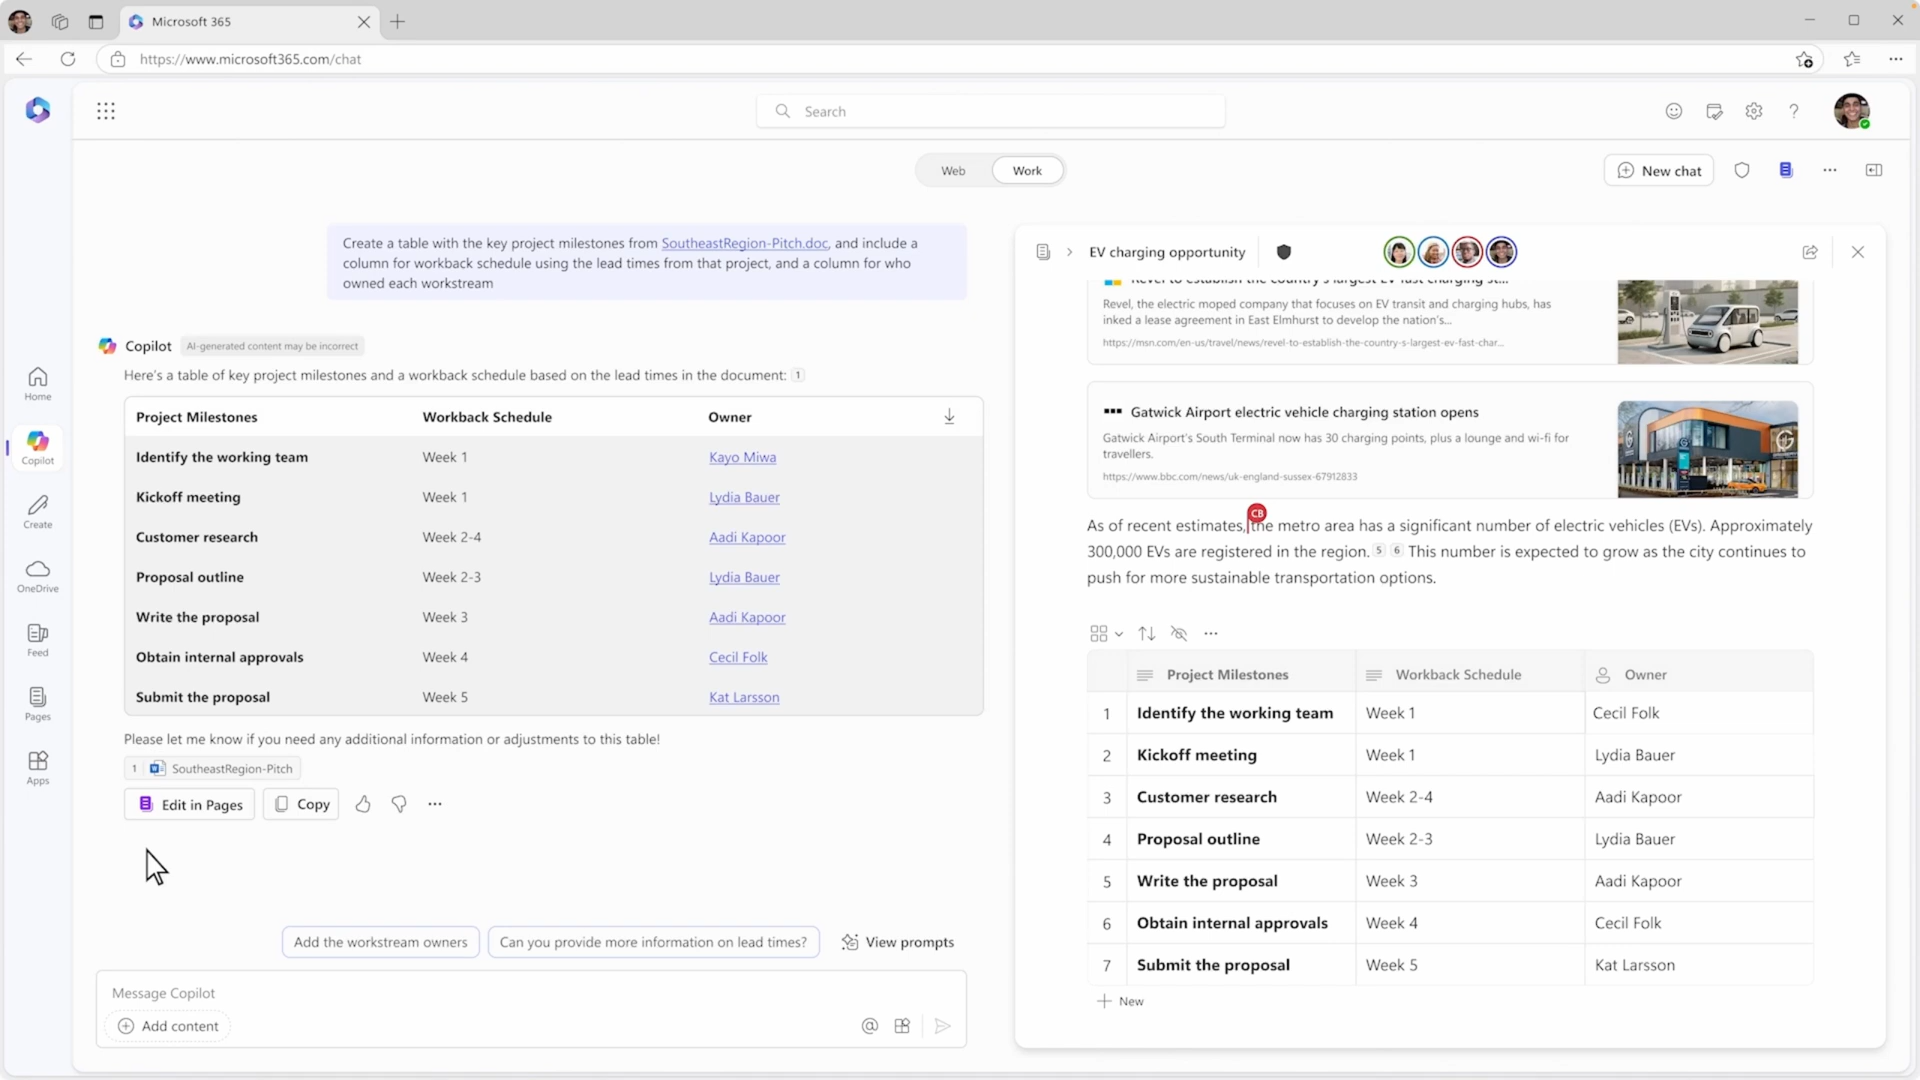 Microsoft 365
https://www.microsoft365.com/chat
Search
Web
Work
New chat
Home
Copilot
Create
OneDrive
Feed
Pages
Apps
Create a table with the key project milestones from SoutheastRegion-Pitch.doc, and include a
column for workback schedule using the lead times from that project, and a column for who
owned each workstream
Copilot
AI-generated content may be incorrect
Here's a table of key project milestones and a workback schedule based on the lead times in the document: 1
Project Milestones Workback Schedule Owner
Identify the working team Week 1 Kayo Miwa
Kickoff meeting Week 1 Lydia Bauer
Customer research Week 2-4 Aadi Kapoor
Proposal outline Week 2-3 Lydia Bauer
Write the proposal Week 3 Aadi Kapoor
Obtain internal approvals Week 4 Cecil Folk
Submit the proposal Week 5 Kat Larsson
Please let me know if you need any additional information or adjustments to this table!
1 SoutheastRegion-Pitch
Edit in Pages
Copy
Add the workstream owners
Can you provide more information on lead times?
View prompts
Message Copilot
Add content
EV charging opportunity
Revel to establish the country's largest EV fast charging st...
Revel, the electric moped company that focuses on EV transit and charging hubs, has
inked a lease agreement in East Elmhurst to develop the nation's...
https://msn.com/en-us/travel/news/revel-to-establish-the-country-s-largest-ev-fast-char...
Gatwick Airport electric vehicle charging station opens
Gatwick Airport's South Terminal now has 30 charging points, plus a lounge and wi-fi for
travellers.
https://www.bbc.com/news/uk-england-sussex-67912833
CB
As of recent estimates, the metro area has a significant number of electric vehicles (EVs). Approximately
300,000 EVs are registered in the region. 5 6 This number is expected to grow as the city continues to
push for more sustainable transportation options.
Project Milestones Workback Schedule Owner
1 Identify the working team Week 1 Cecil Folk
2 Kickoff meeting Week 1 Lydia Bauer
3 Customer research Week 2-4 Aadi Kapoor
4 Proposal outline Week 2-3 Lydia Bauer
5 Write the proposal Week 3 Aadi Kapoor
6 Obtain internal approvals Week 4 Cecil Folk
7 Submit the proposal Week 5 Kat Larsson
New